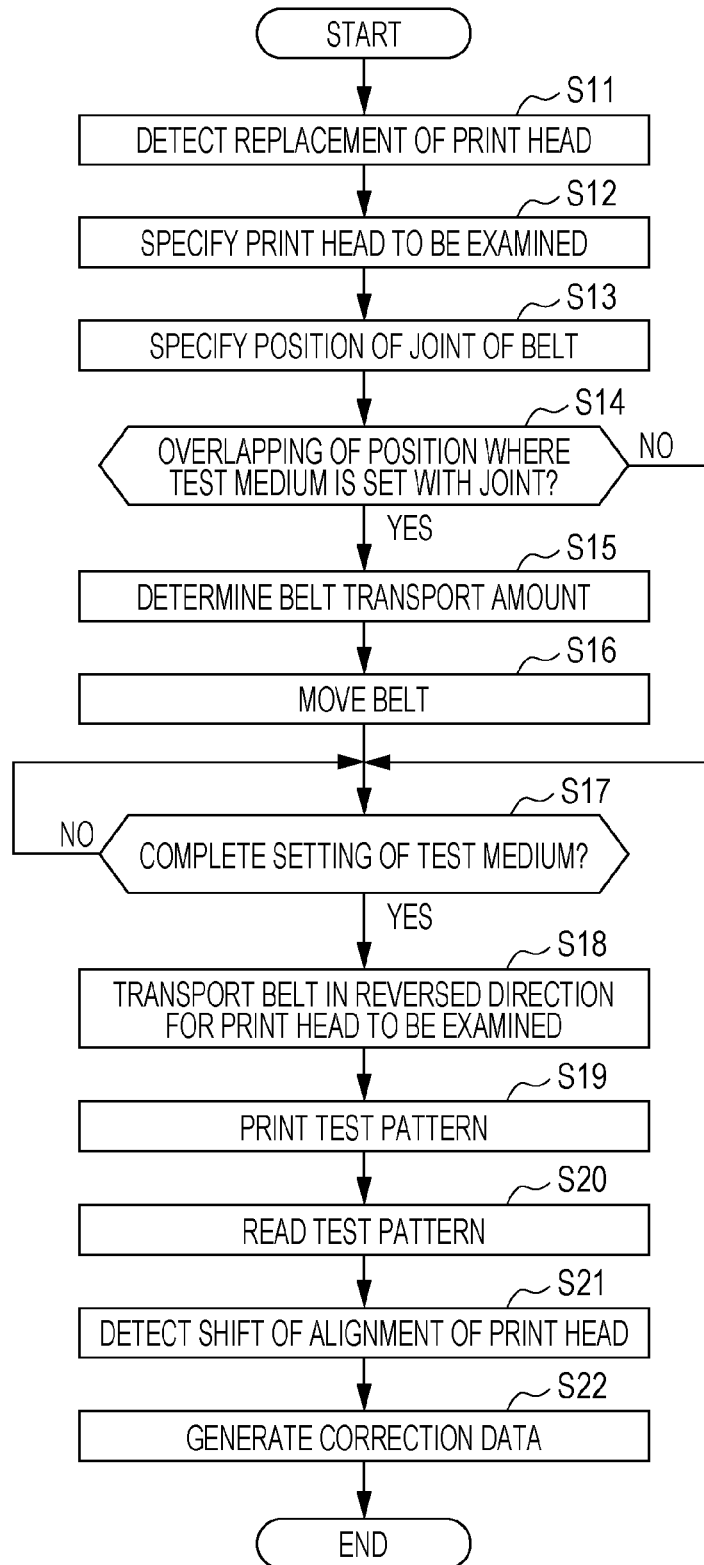 START
S11
DETECT REPLACEMENT OF PRINT HEAD
S12
SPECIFY PRINT HEAD TO BE EXAMINED
S13
SPECIFY POSITION OF JOINT OF BELT
S14
OVERLAPPING OF POSITION WHERE
TEST MEDIUM IS SET WITH JOINT?
NO
YES
S15
DETERMINE BELT TRANSPORT AMOUNT
S16
MOVE BELT
S17
NO
COMPLETE SETTING OF TEST MEDIUM?
YES
S18
TRANSPORT BELT IN REVERSED DIRECTION
FOR PRINT HEAD TO BE EXAMINED
S19
PRINT TEST PATTERN
S20
READ TEST PATTERN
S21
DETECT SHIFT OF ALIGNMENT OF PRINT HEAD
S22
GENERATE CORRECTION DATA
END